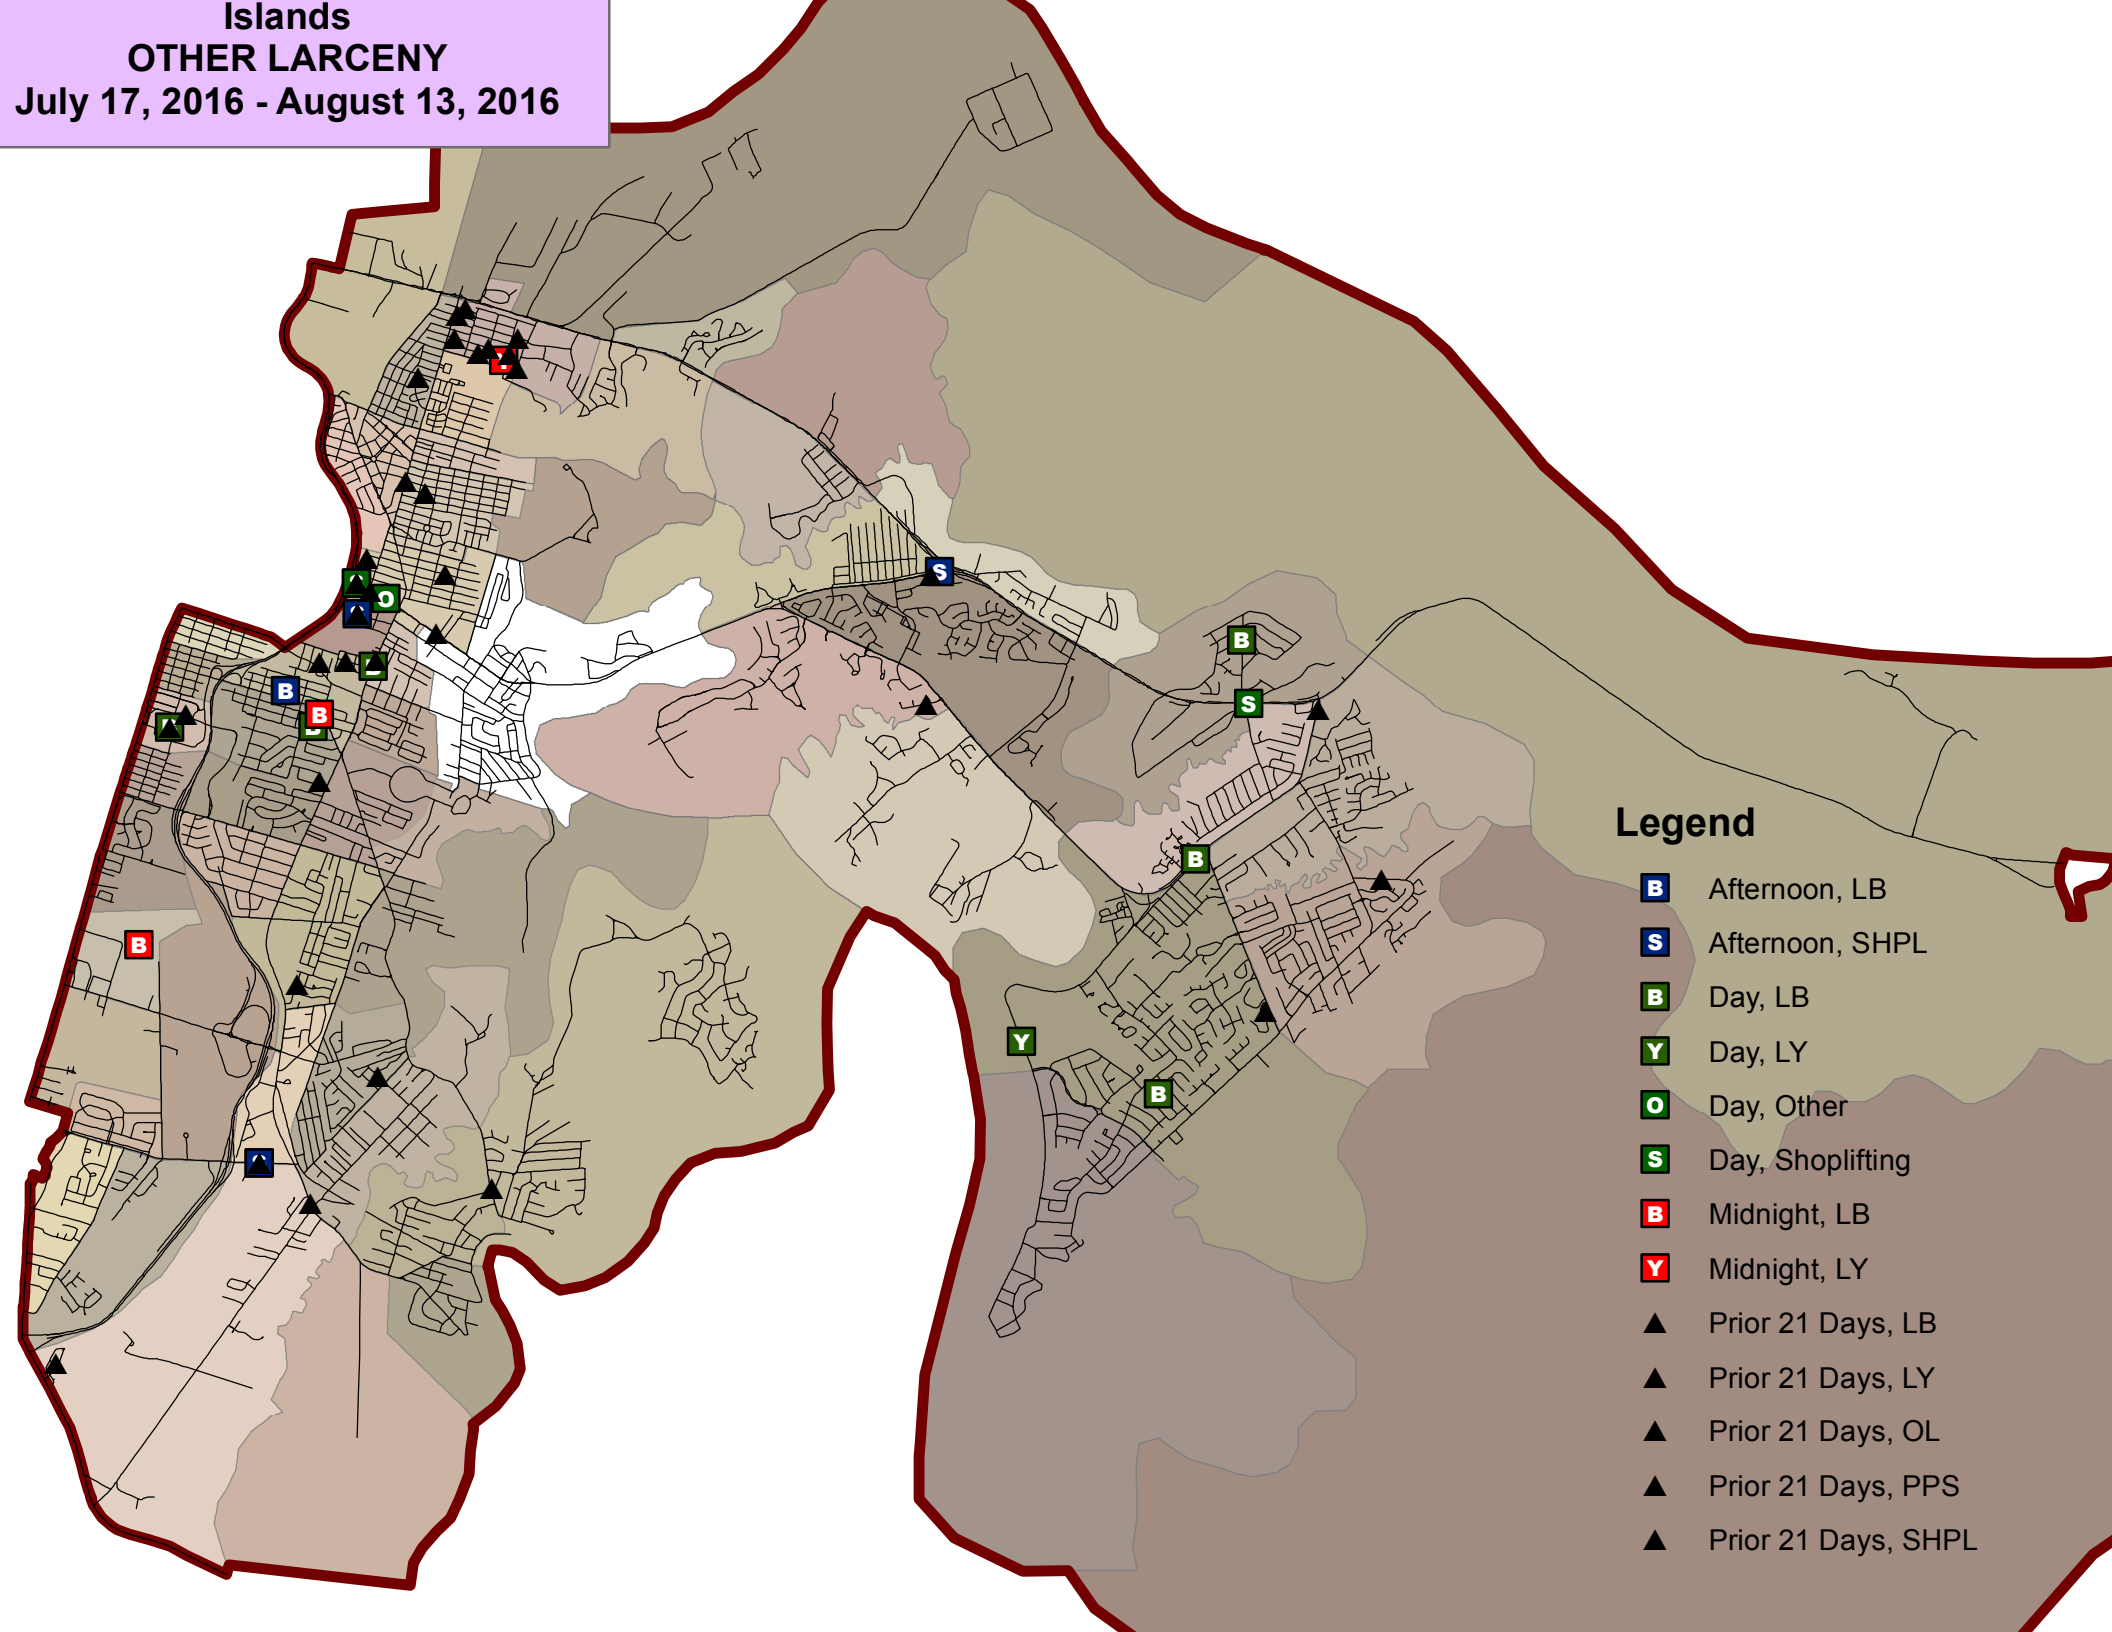 Islands
OTHER LARCENY
July 17, 2016 - August 13, 2016
S
O
B
B
B
B
S
B
B
Y
B
Legend
B Afternoon, LB
S Afternoon, SHPL
B Day, LB
Y Day, LY
O Day, Other
S Day, Shoplifting
B Midnight, LB
Y Midnight, LY
Prior 21 Days, LB
Prior 21 Days, LY
Prior 21 Days, OL
Prior 21 Days, PPS
Prior 21 Days, SHPL